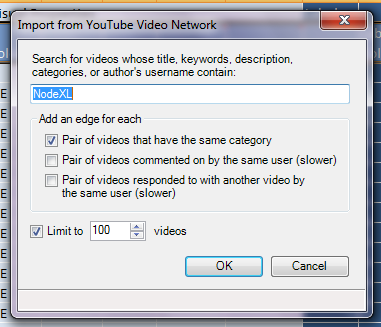 Import from YouTube Video Network
Search for videos whose title, keywords, description,
categories, or author's username contain:
NodeXL
Add an edge for each
Pair of videos that have the same category
Pair of videos commented on by the same user (slower)
Pair of videos responded to with another video by
the same user (slower)
Limit to 100 videos
OK Cancel